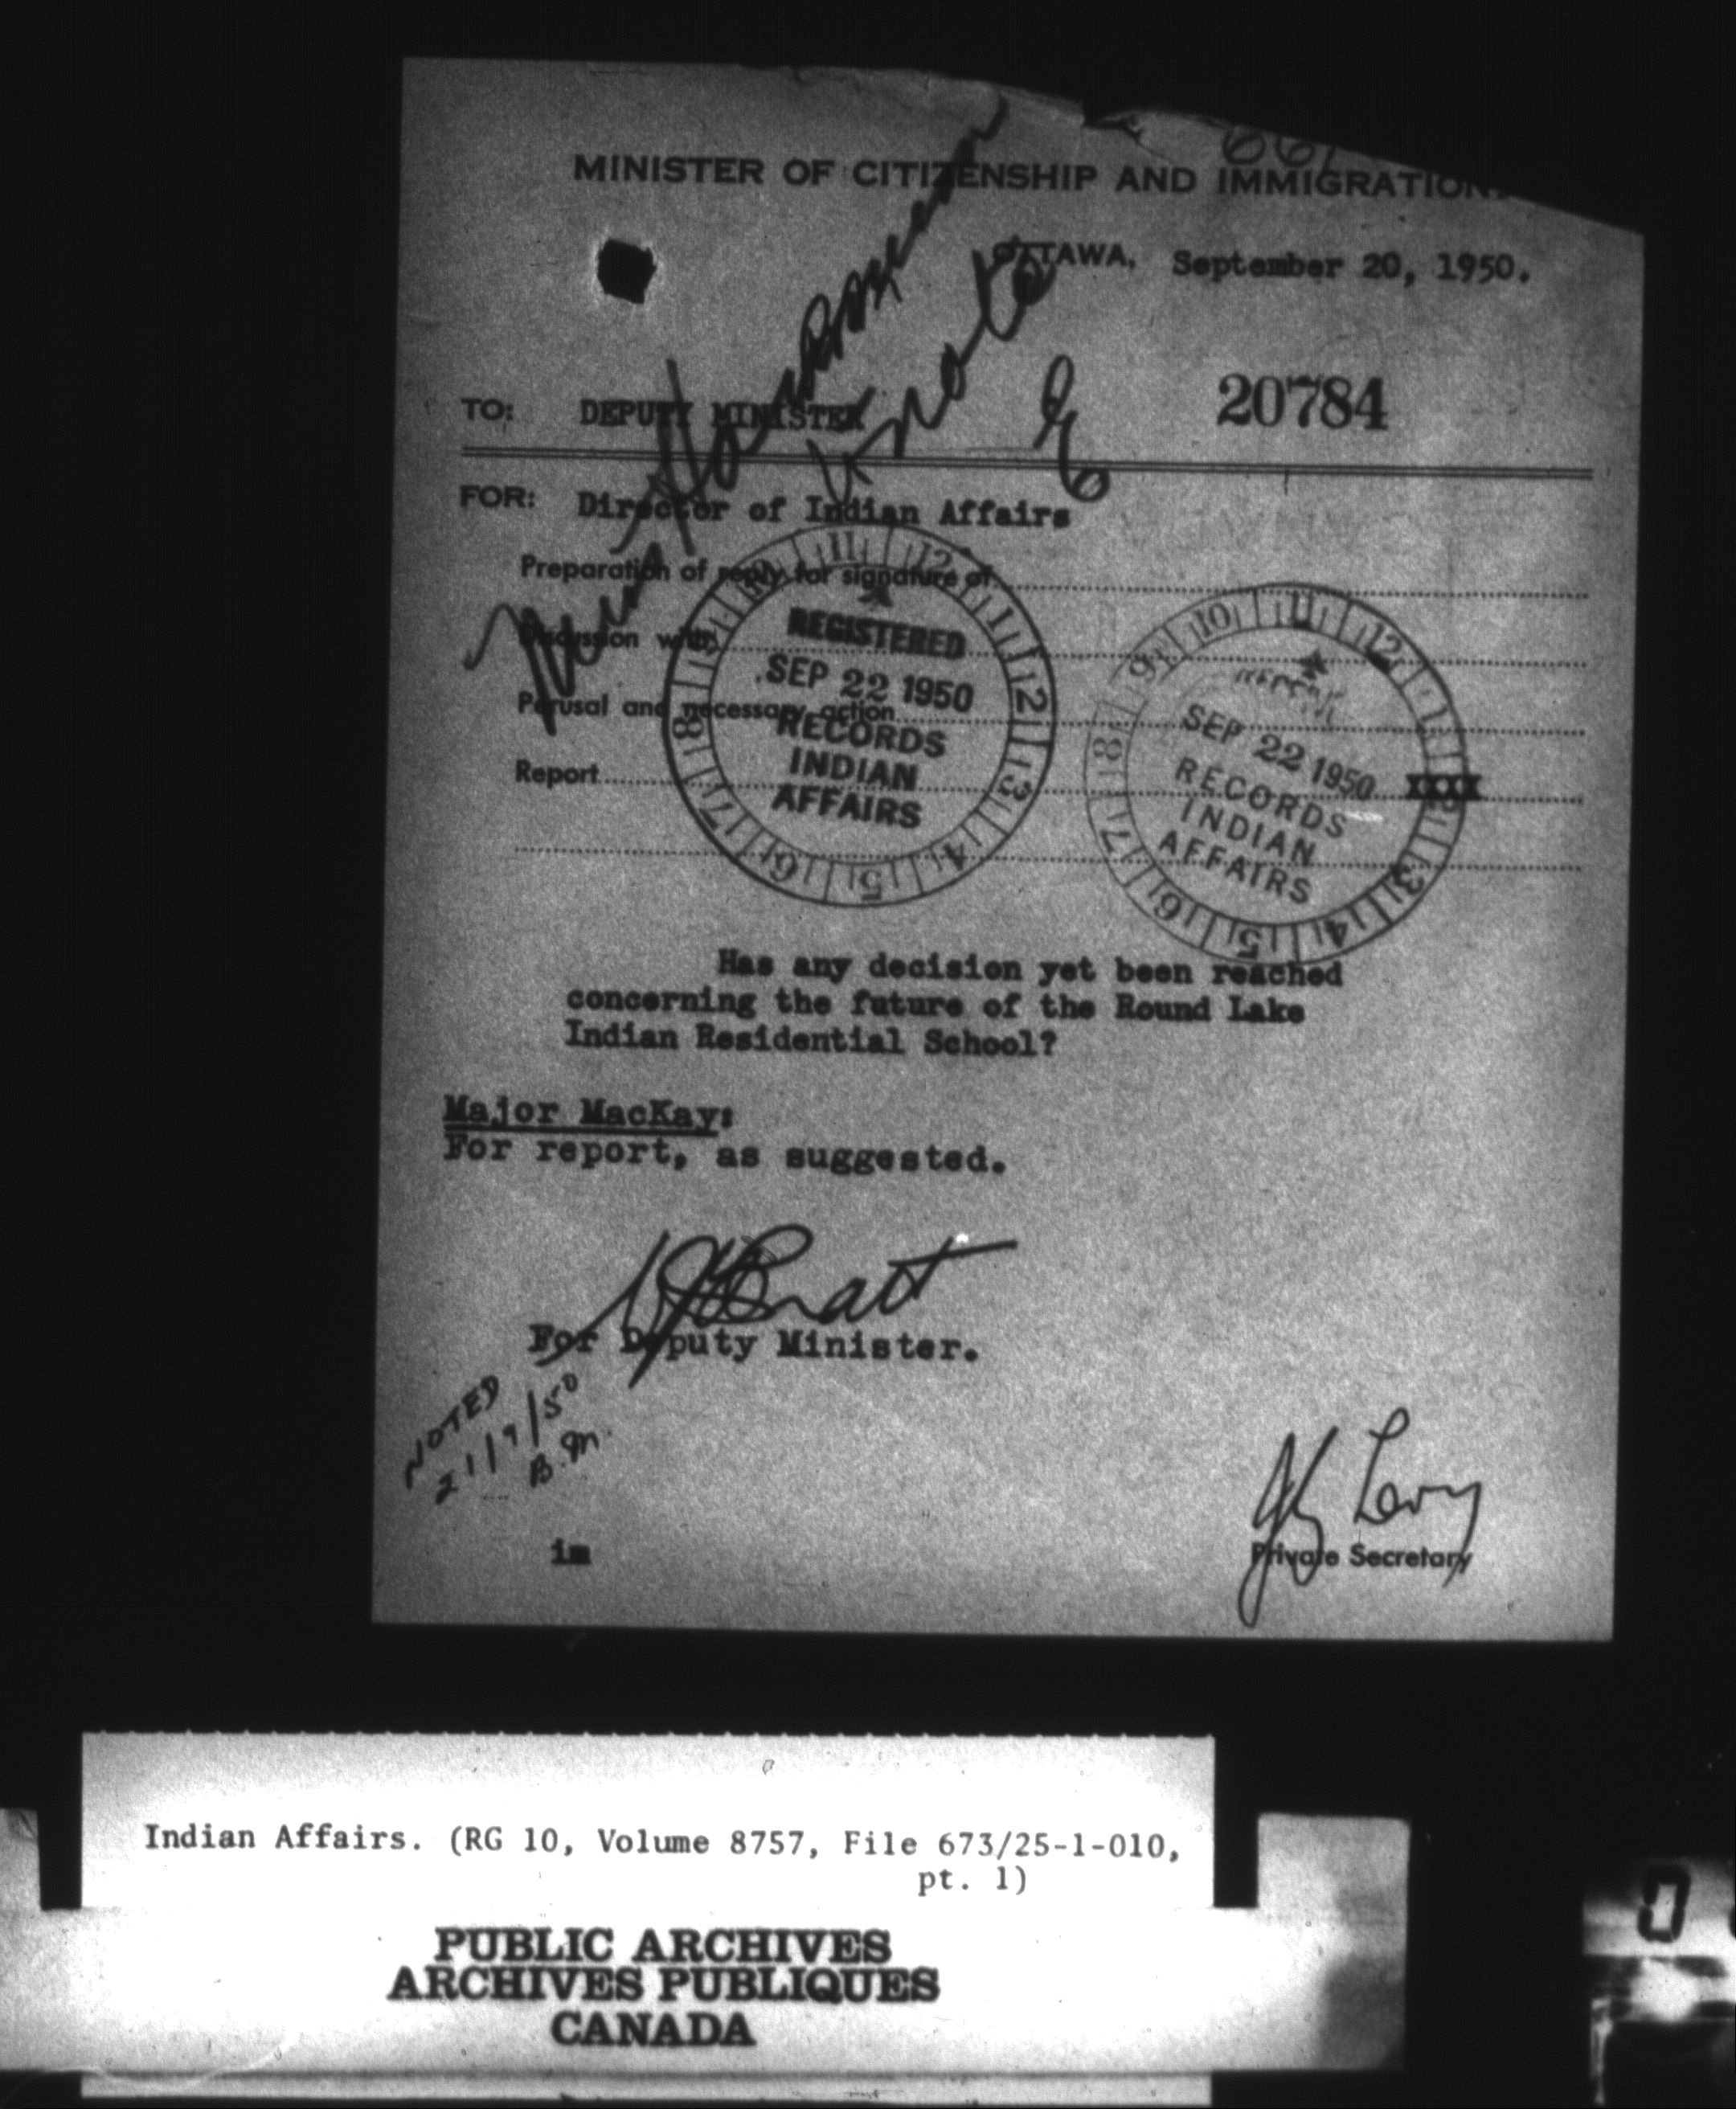 MINISTER OF CITIZENSHIP AND IMMIGRATION.
OTTAWA, September 20, 1950.
TO: DEPUTY MINISTER
20784
FOR: Director of Indian Affairs
Preparation of reply for signature of
Discussion with
Perusal and necessary action
Report XXX
REGISTERED
SEP 22 1950
RECORDS
INDIAN
AFFAIRS
SEP 22 1950
RECORDS
INDIAN
AFFAIRS
Has any decision yet been reached
concerning the future of the Round Lake
Indian Residential School?
Major MacKay:
For report, as suggested.
For Deputy Minister.
NOTED
21/9/50
B.M.
im
Levy
Private Secretary
Indian Affairs. (RG 10, Volume 8757, File 673/25-1-010,
pt. 1)
PUBLIC ARCHIVES
ARCHIVES PUBLIQUES
CANADA